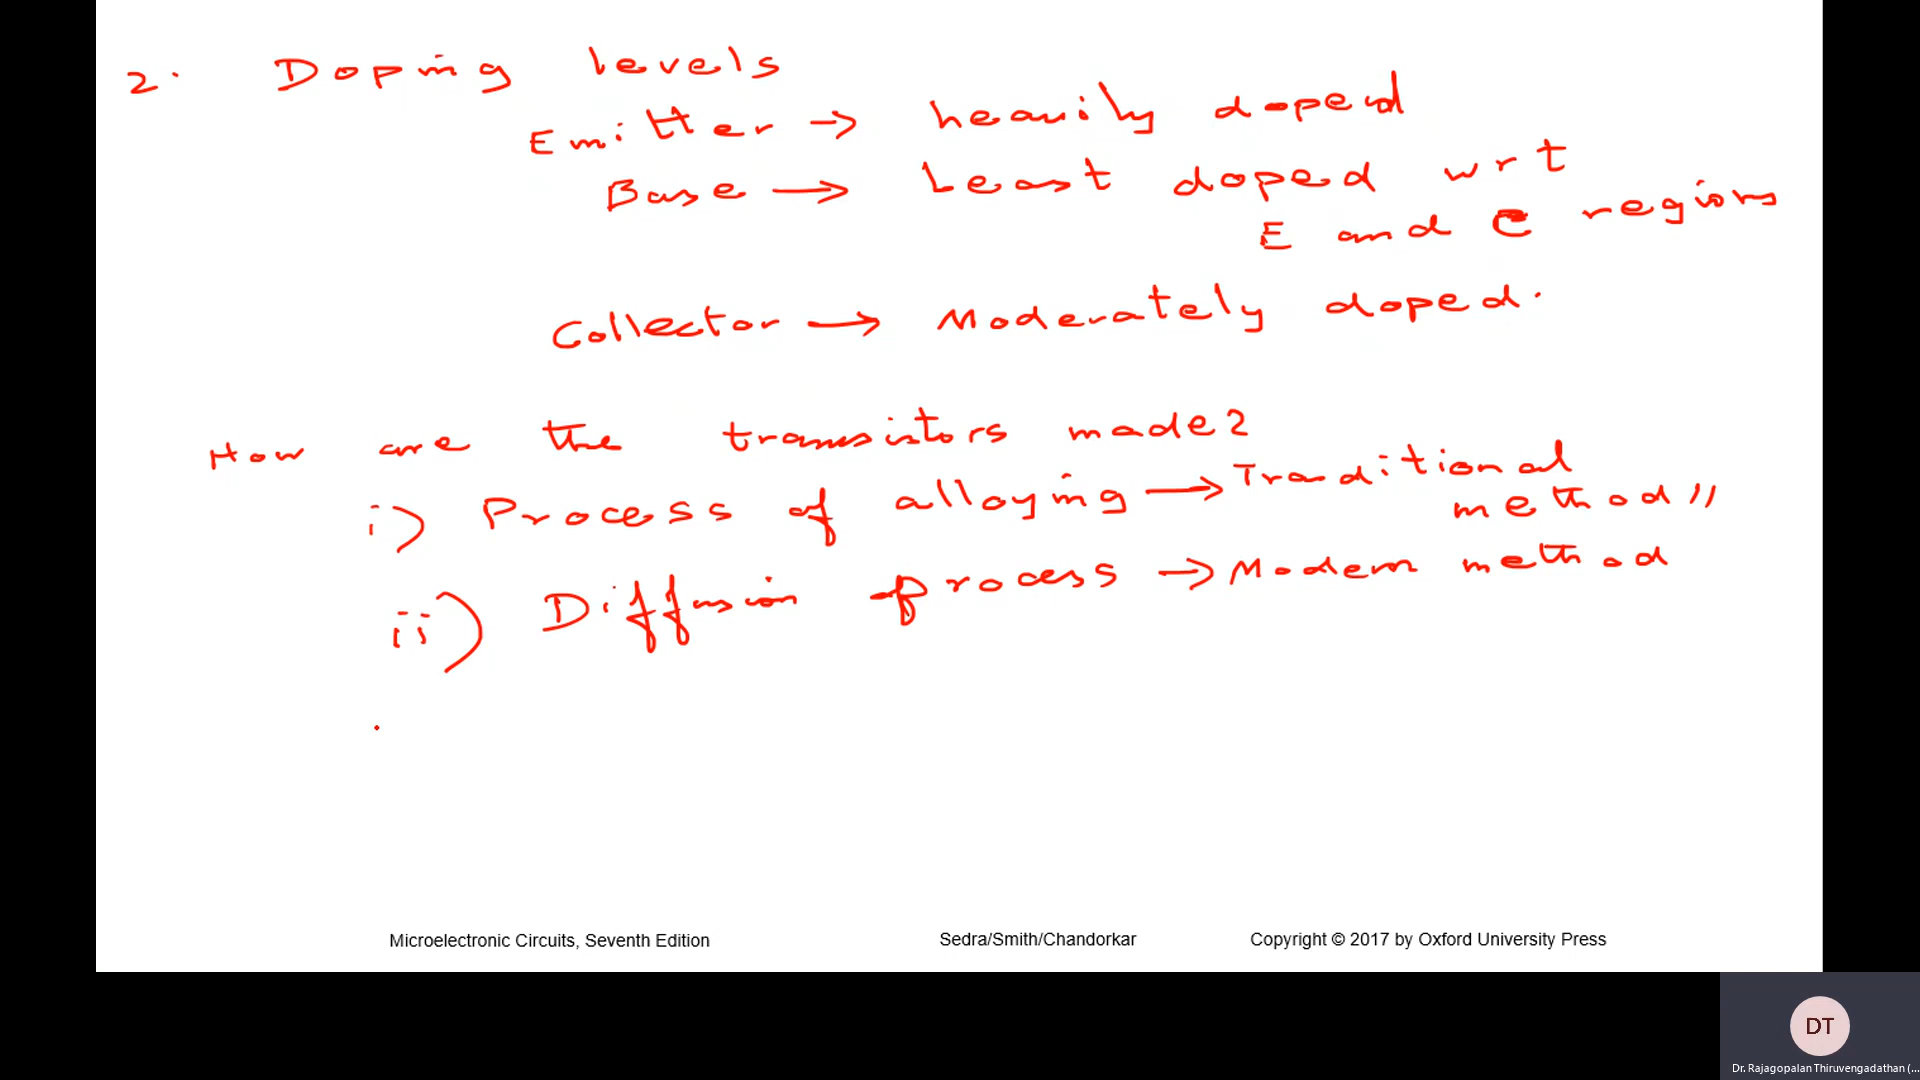 2. Doping levels
Emitter → heavily doped
Base → Least doped wrt
E and C regions
Collector → Moderately doped.
How are the transistors made?
i) Process of alloying → Traditional
method //
ii) Diffusion process → Modern method
Microelectronic Circuits, Seventh Edition Sedra/Smith/Chandorkar Copyright © 2017 by Oxford University Press
DT
Dr. Rajagopalan Thiruvengadathan (...